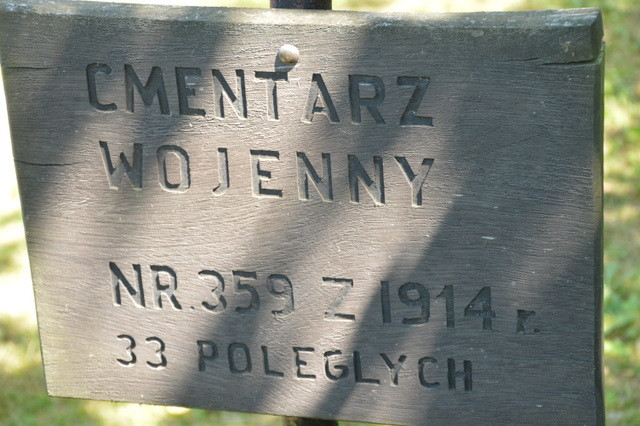 CMENTARZ
WOJENNY
NR. 359 Z 1914 r.
33 POLEGLYCH